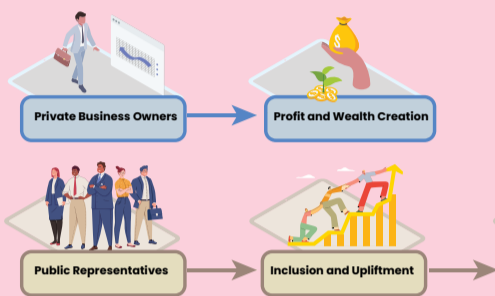 Private Business Owners
Profit and Wealth Creation
$
Public Representatives
Inclusion and Upliftment